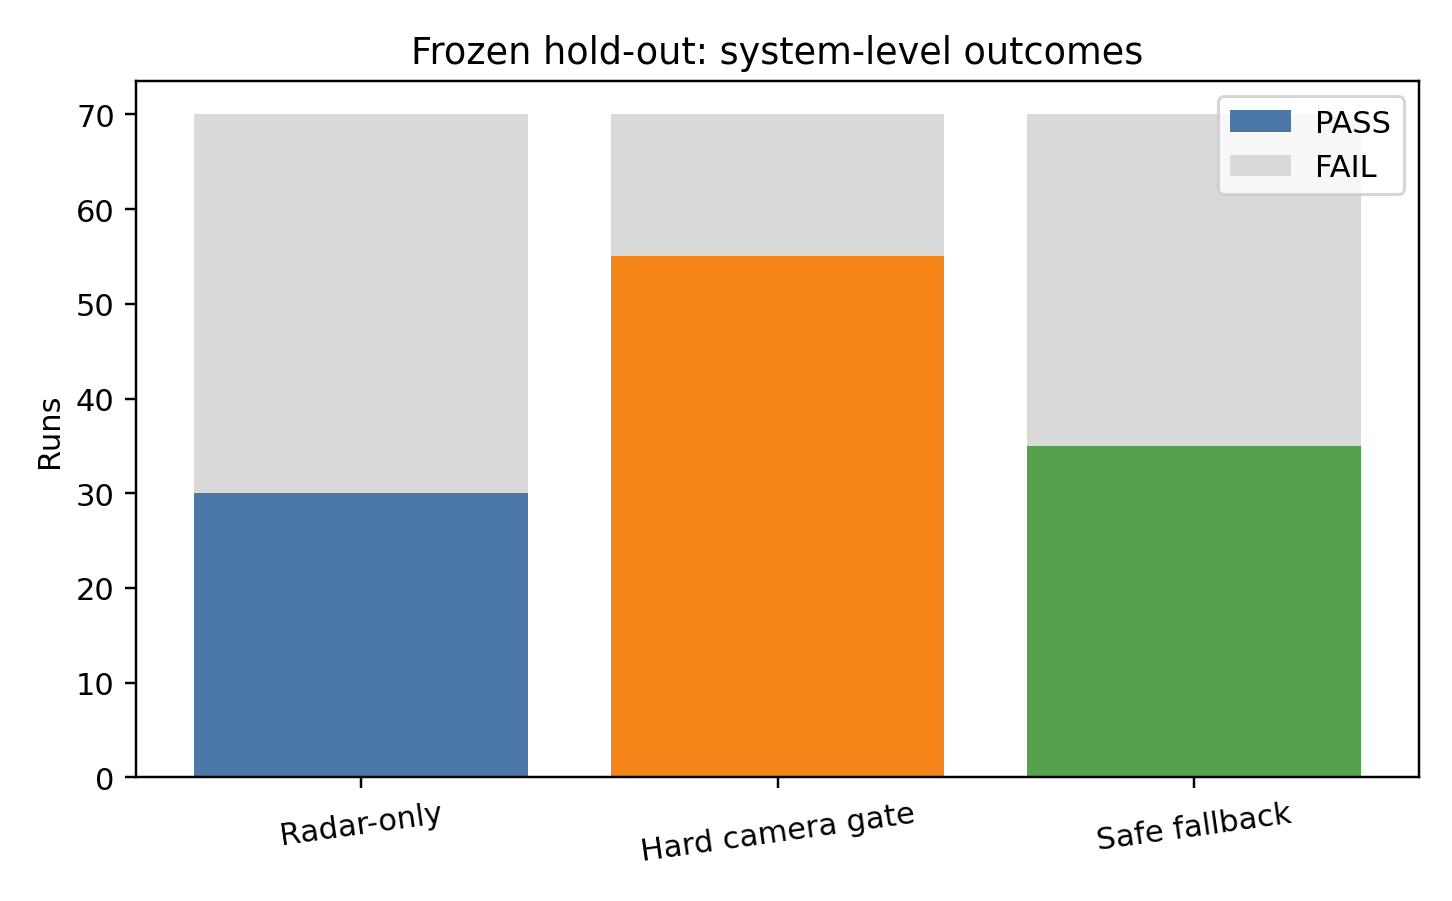 Frozen hold-out: system-level outcomes
PASS
FAIL
70
60
50
40
30
20
10
0
Runs
Radar-only
Hard camera gate
Safe fallback